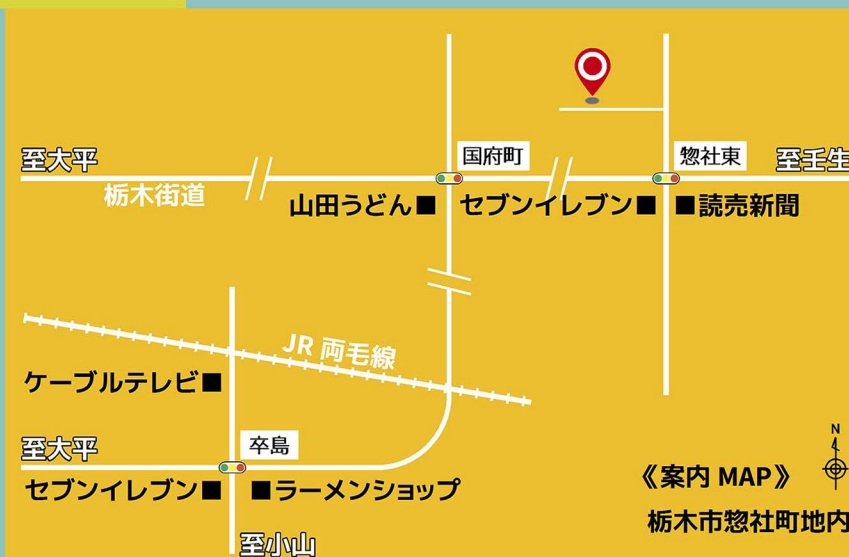 国府町
惣社東
至大平
至壬生
栃木街道
山田うどん■
セブンイレブン■
■読売新聞
JR 両毛線
ケーブルテレビ■
至大平
卒島
セブンイレブン■
■ラーメンショップ
至小山
N
《案内 MAP》
栃木市惣社町地内